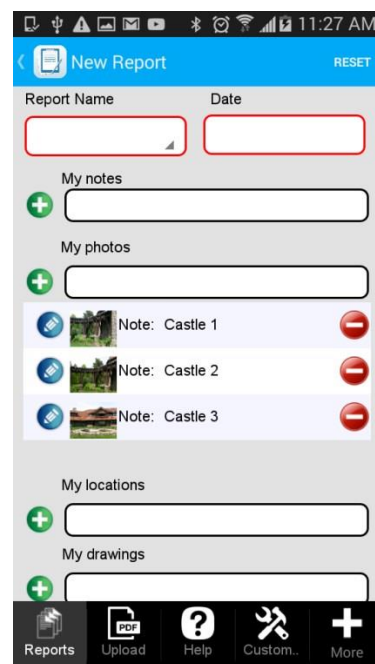 11:27 AM
New Report
RESET
Report Name
Date
My notes
My photos
Note: Castle 1
Note: Castle 2
Note: Castle 3
My locations
My drawings
PDF
?
Reports
Upload
Help
Custom..
More